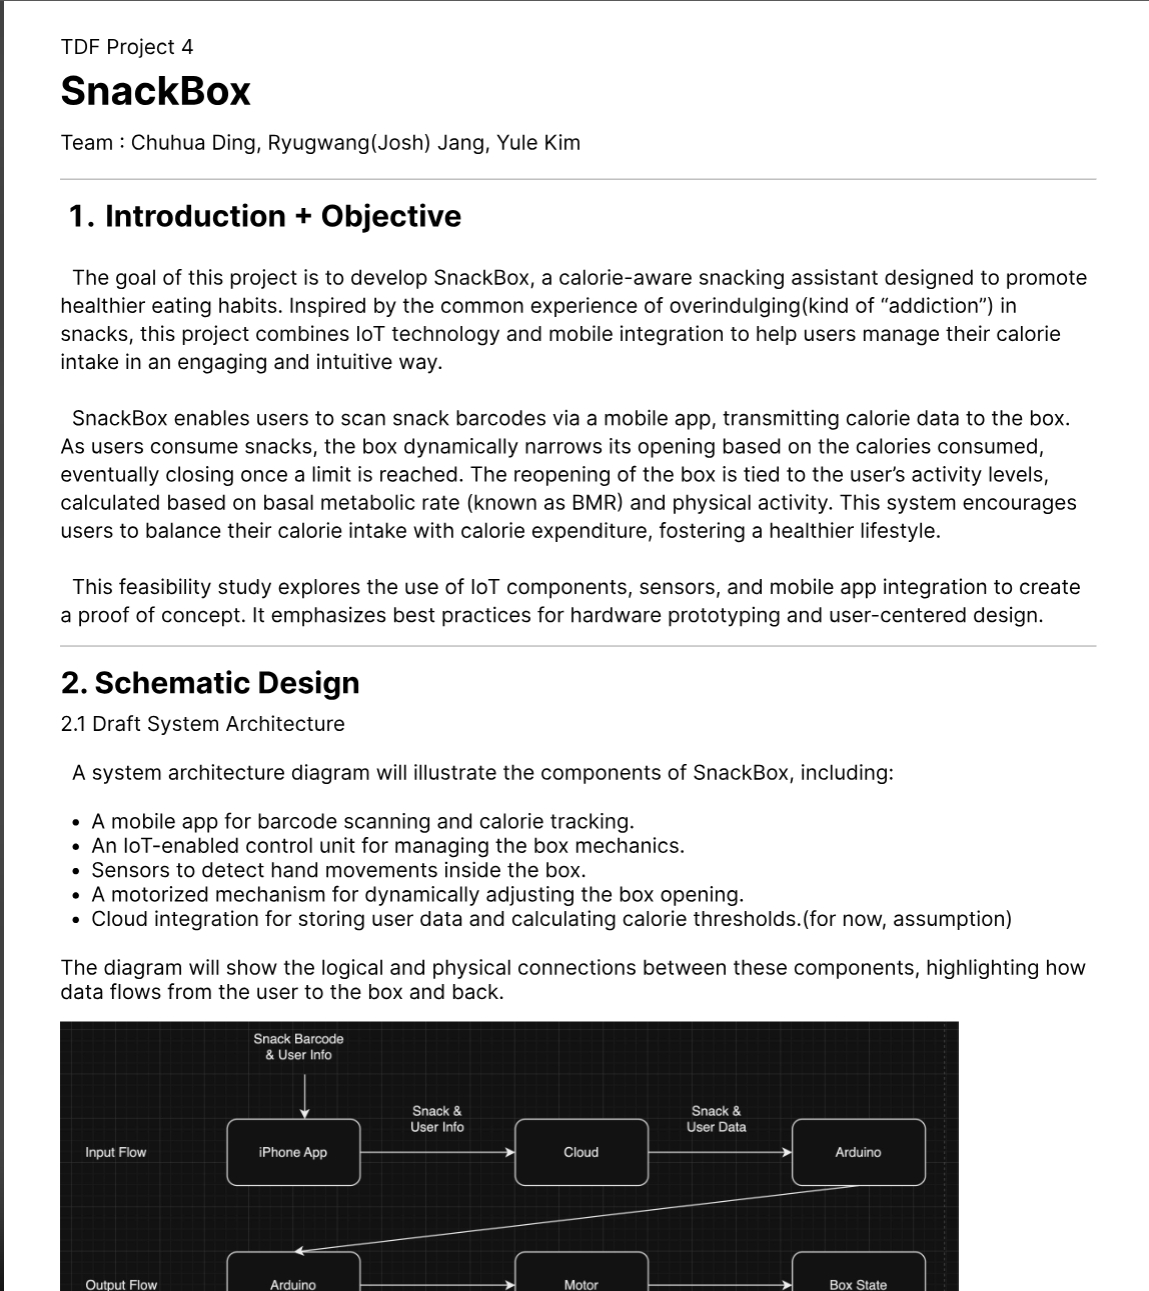 TDF Project 4
SnackBox
Team : Chuhua Ding, Ryugwang(Josh) Jang, Yule Kim
1. Introduction + Objective
The goal of this project is to develop SnackBox, a calorie-aware snacking assistant designed to promote
healthier eating habits. Inspired by the common experience of overindulging(kind of “addiction”) in
snacks, this project combines IoT technology and mobile integration to help users manage their calorie
intake in an engaging and intuitive way.
SnackBox enables users to scan snack barcodes via a mobile app, transmitting calorie data to the box.
As users consume snacks, the box dynamically narrows its opening based on the calories consumed,
eventually closing once a limit is reached. The reopening of the box is tied to the user’s activity levels,
calculated based on basal metabolic rate (known as BMR) and physical activity. This system encourages
users to balance their calorie intake with calorie expenditure, fostering a healthier lifestyle.
This feasibility study explores the use of IoT components, sensors, and mobile app integration to create
a proof of concept. It emphasizes best practices for hardware prototyping and user-centered design.
2. Schematic Design
2.1 Draft System Architecture
A system architecture diagram will illustrate the components of SnackBox, including:
• A mobile app for barcode scanning and calorie tracking.
• An IoT-enabled control unit for managing the box mechanics.
• Sensors to detect hand movements inside the box.
• A motorized mechanism for dynamically adjusting the box opening.
• Cloud integration for storing user data and calculating calorie thresholds.(for now, assumption)
The diagram will show the logical and physical connections between these components, highlighting how
data flows from the user to the box and back.
Snack Barcode
& User Info
Snack &
User Info
Snack &
User Data
Input Flow
iPhone App
Cloud
Arduino
Output Flow
Arduino
Motor
Box State